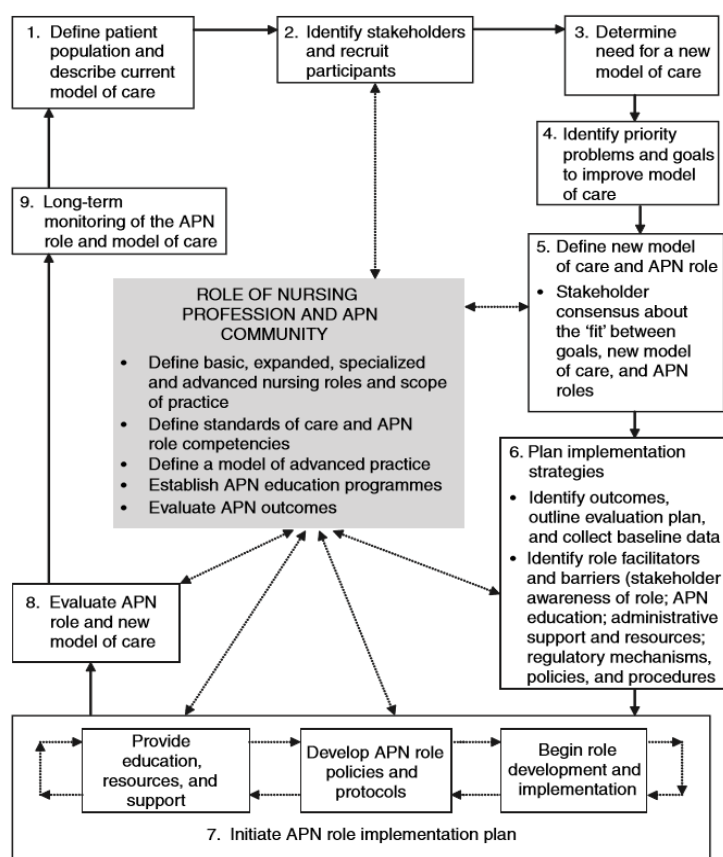 1. Define patient
population and
describe current
model of care
2. Identify stakeholders
and recruit
participants
3. Determine
need for a new
model of care
4. Identify priority
problems and goals
to improve model
of care
5. Define new model
of care and APN role
• Stakeholder
consensus about
the ‘fit’ between
goals, new model
of care, and APN
roles
6. Plan implementation
strategies
• Identify outcomes,
outline evaluation plan,
and collect baseline data
• Identify role facilitators
and barriers (stakeholder
awareness of role; APN
education; administrative
support and resources;
regulatory mechanisms,
policies, and procedures
9. Long-term
monitoring of the APN
role and model of care
ROLE OF NURSING
PROFESSION AND APN
COMMUNITY
• Define basic, expanded, specialized
and advanced nursing roles and scope
of practice
• Define standards of care and APN
role competencies
• Define a model of advanced practice
• Establish APN education programmes
• Evaluate APN outcomes
8. Evaluate APN
role and new
model of care
Provide
education,
resources, and
support
Develop APN role
policies and
protocols
Begin role
development and
implementation
7. Initiate APN role implementation plan